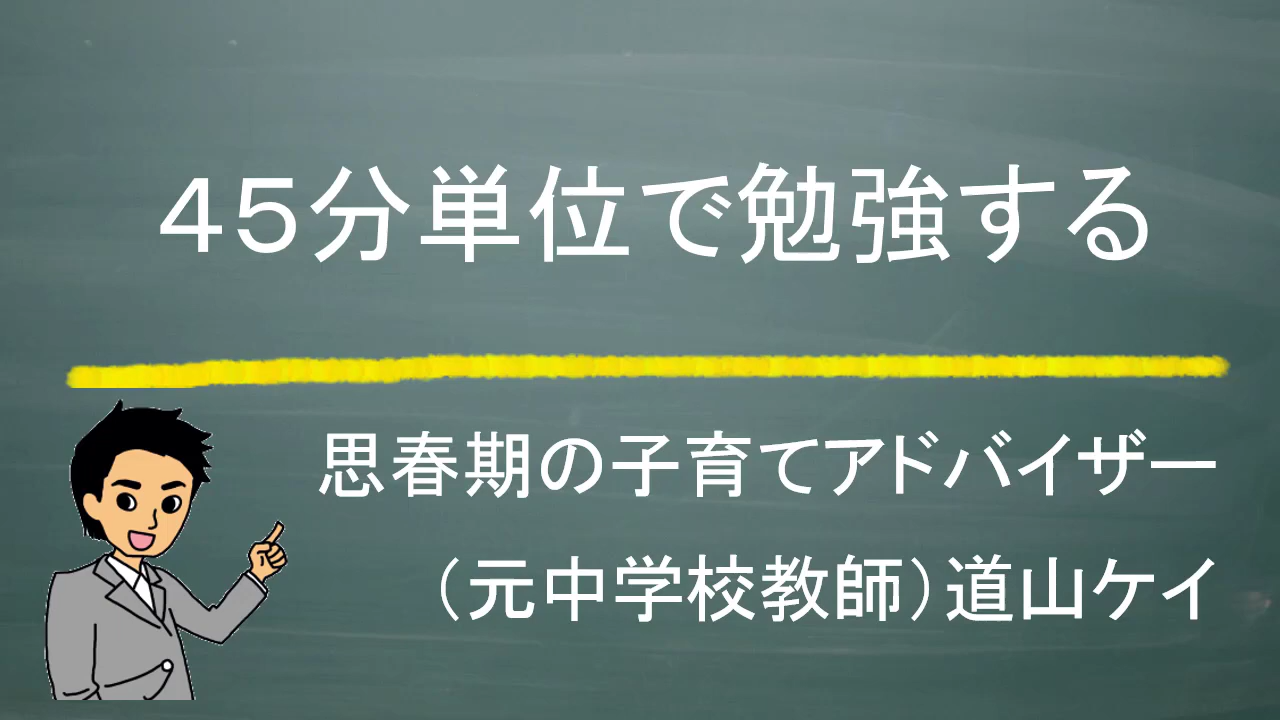 ４５分単位で勉強する
思春期の子育てアドバイザー
（元中学校教師）道山ケイ